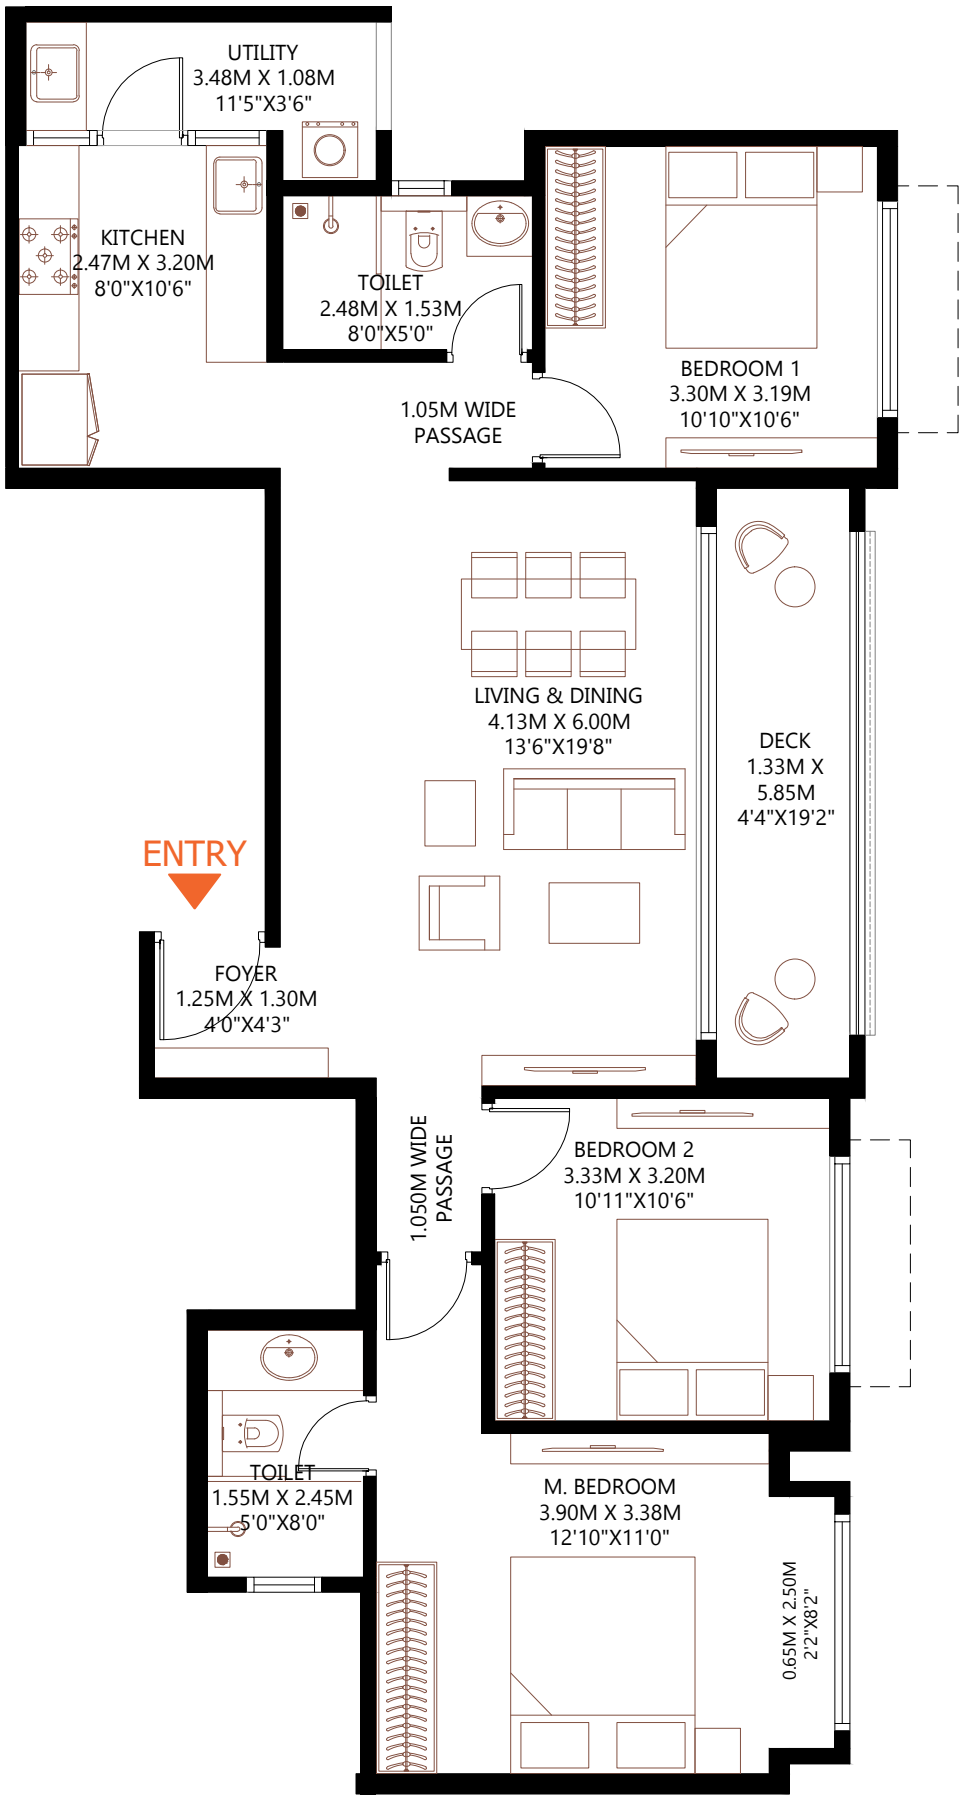 UTILITY
3.48M X 1.08M
11'5"X3'6"
KITCHEN
2.47M X 3.20M
8'0"X10'6"
TOILET
2.48M X 1.53M
8'0"X5'0"
BEDROOM 1
3.30M X 3.19M
10'10"X10'6"
1.05M WIDE
PASSAGE
LIVING & DINING
4.13M X 6.00M
13'6"X19'8"
DECK
1.33M X
5.85M
4'4"X19'2"
ENTRY
FOYER
1.25M X 1.30M
4'0"X4'3"
1.050M WIDE
PASSAGE
BEDROOM 2
3.33M X 3.20M
10'11"X10'6"
TOILET
1.55M X 2.45M
5'0"X8'0"
M. BEDROOM
3.90M X 3.38M
12'10"X11'0"
0.65M X 2.50M
2'2"X8'2"